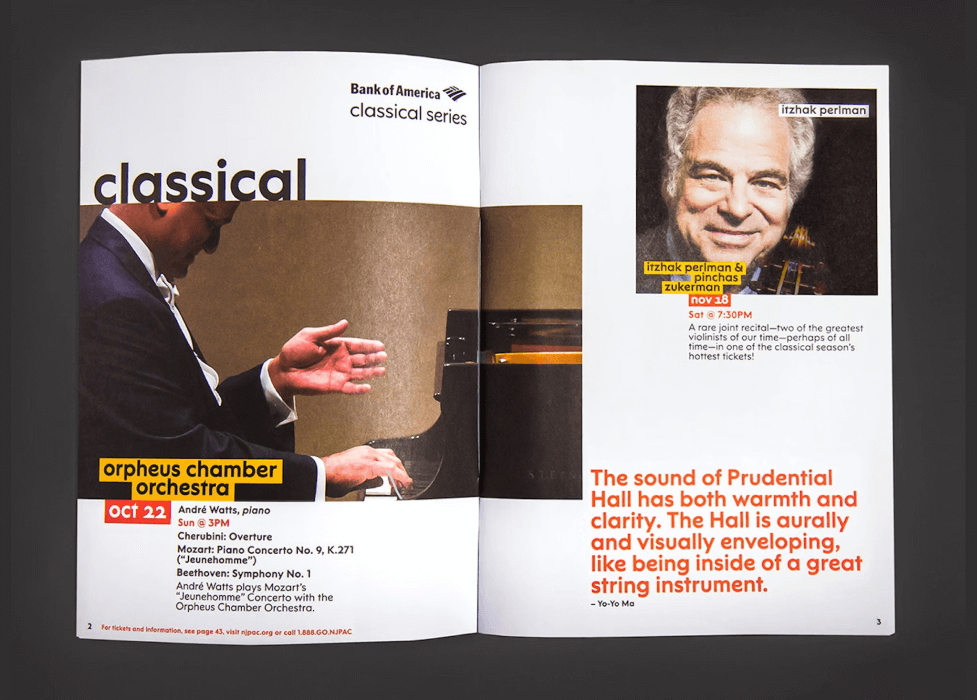 Bank of America
classical series
classical
orpheus chamber
orchestra
oct 22
André Watts, piano
Sun @ 3PM
Cherubini: Overture
Mozart: Piano Concerto No. 9, K.271
("Jeunehomme")
Beethoven: Symphony No. 1
André Watts plays Mozart's
"Jeunehomme" Concerto with the
Orpheus Chamber Orchestra.
2 For tickets and information, see page 43, visit njpac.org or call 1.888.GO.NJPAC
itzhak perlman
itzhak perlman &
pinchas
zukerman
nov 18
Sat @ 7:30PM
A rare joint recital—two of the greatest
violinists of our time—perhaps of all
time—in one of the classical season's
hottest tickets!
The sound of Prudential
Hall has both warmth and
clarity. The Hall is aurally
and visually enveloping,
like being inside of a great
string instrument.
– Yo-Yo Ma
3